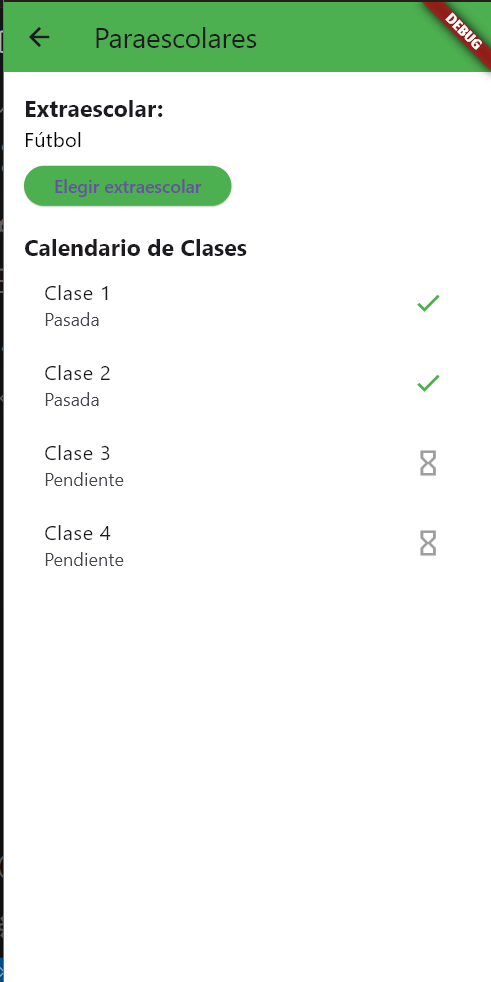 Paraescolares
DEBUG
Extraescolar:
Fútbol
Elegir extraescolar
Calendario de Clases
Clase 1
Pasada
Clase 2
Pasada
Clase 3
Pendiente
Clase 4
Pendiente